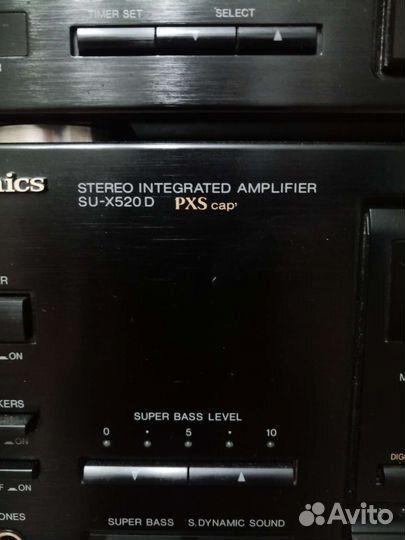 TIMER SET SELECT
STEREO INTEGRATED AMPLIFIER
SU-X520D PXS cap'
ON
SUPER BASS LEVEL
0 • 5 • 10
ON
ON
SUPER BASS S.DYNAMIC SOUND
Avito